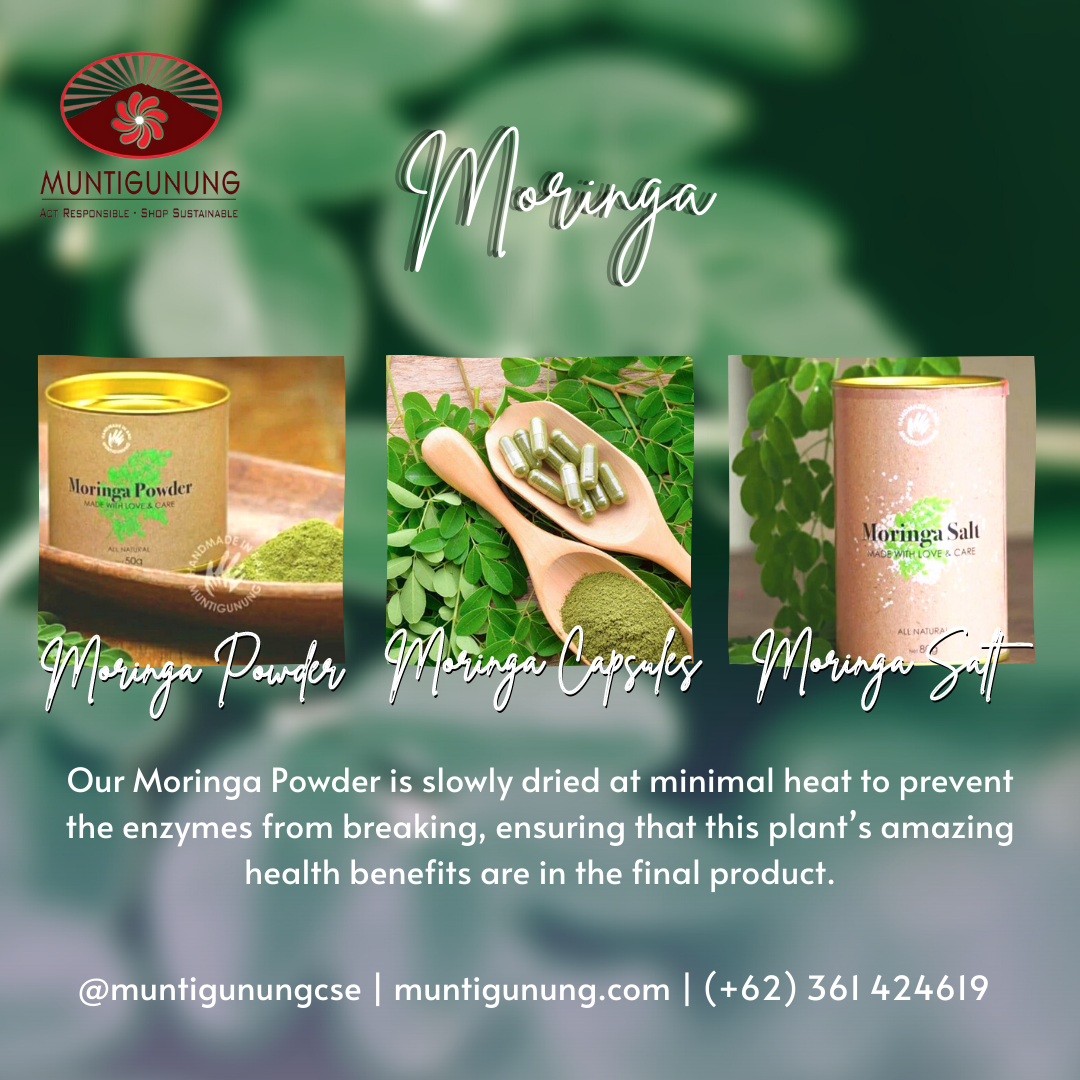 MUNTIGUNUNG
ACT RESPONSIBLE • SHOP SUSTAINABLE
Moringa
Moringa Powder
MADE WITH LOVE & CARE
ALL NATURAL
50g
HANDMADE IN
MUNTIGUNUNG
Moringa Powder
Moringa Capsules
Moringa Salt
MADE WITH LOVE & CARE
ALL NATURAL
Moringa Salt
Our Moringa Powder is slowly dried at minimal heat to prevent
the enzymes from breaking, ensuring that this plant’s amazing
health benefits are in the final product.
@muntigunungcse | muntigunung.com | (+62) 361 424619